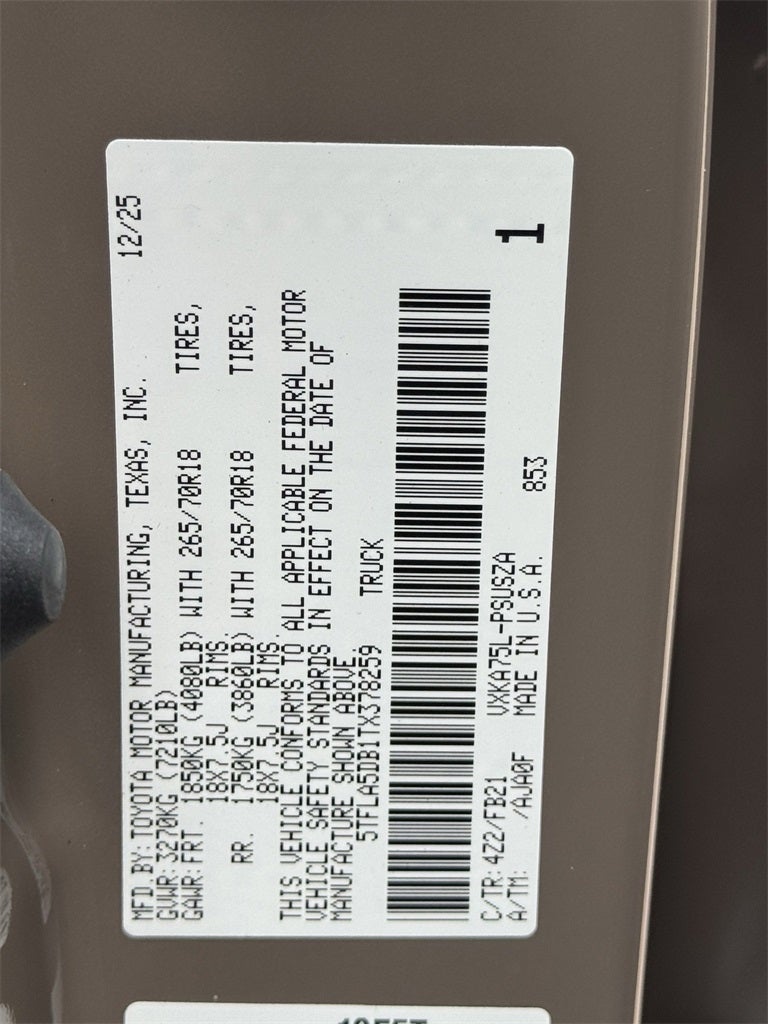 12/25
MFD.BY:TOYOTA MOTOR MANUFACTURING, TEXAS, INC.
GVWR:3270KG (7210LB)
GAWR:FRT. 1850KG (4080LB) WITH 265/70R18 TIRES,
18X7.5J RIMS.
RR. 1750KG (3860LB) WITH 265/70R18 TIRES,
18X7.5J RIMS.
THIS VEHICLE CONFORMS TO ALL APPLICABLE FEDERAL MOTOR
VEHICLE SAFETY STANDARDS IN EFFECT ON THE DATE OF
MANUFACTURE SHOWN ABOVE.
5TFLA5DB1TX378259 TRUCK
C/TR:4Z2/FB21 VXKA75L-PSUSZA 853 1
A/TM: /AJA0F MADE IN U.S.A.